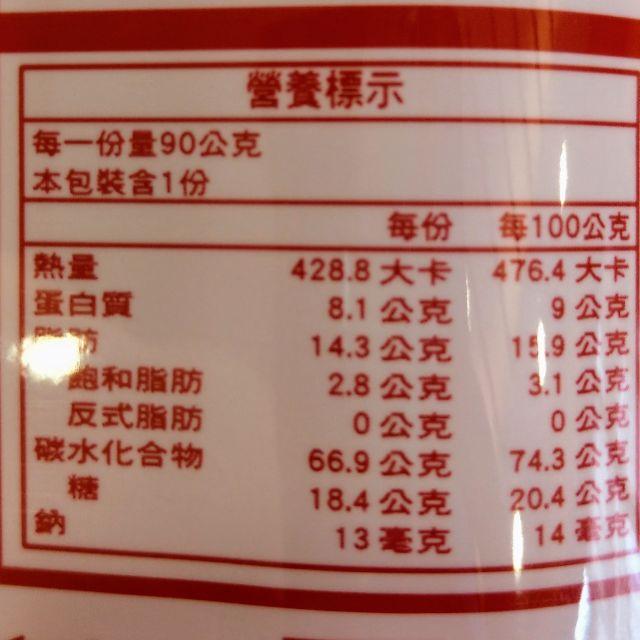 營養標示
每一份量90公克
本包裝含1份
每份 每100公克
熱量 428.8 大卡 476.4 大卡
蛋白質 8.1 公克 9 公克
脂肪 14.3 公克 15.9 公克
飽和脂肪 2.8 公克 3.1 公克
反式脂肪 0 公克 0 公克
碳水化合物 66.9 公克 74.3 公克
糖 18.4 公克 20.4 公克
鈉 13 毫克 14 毫克